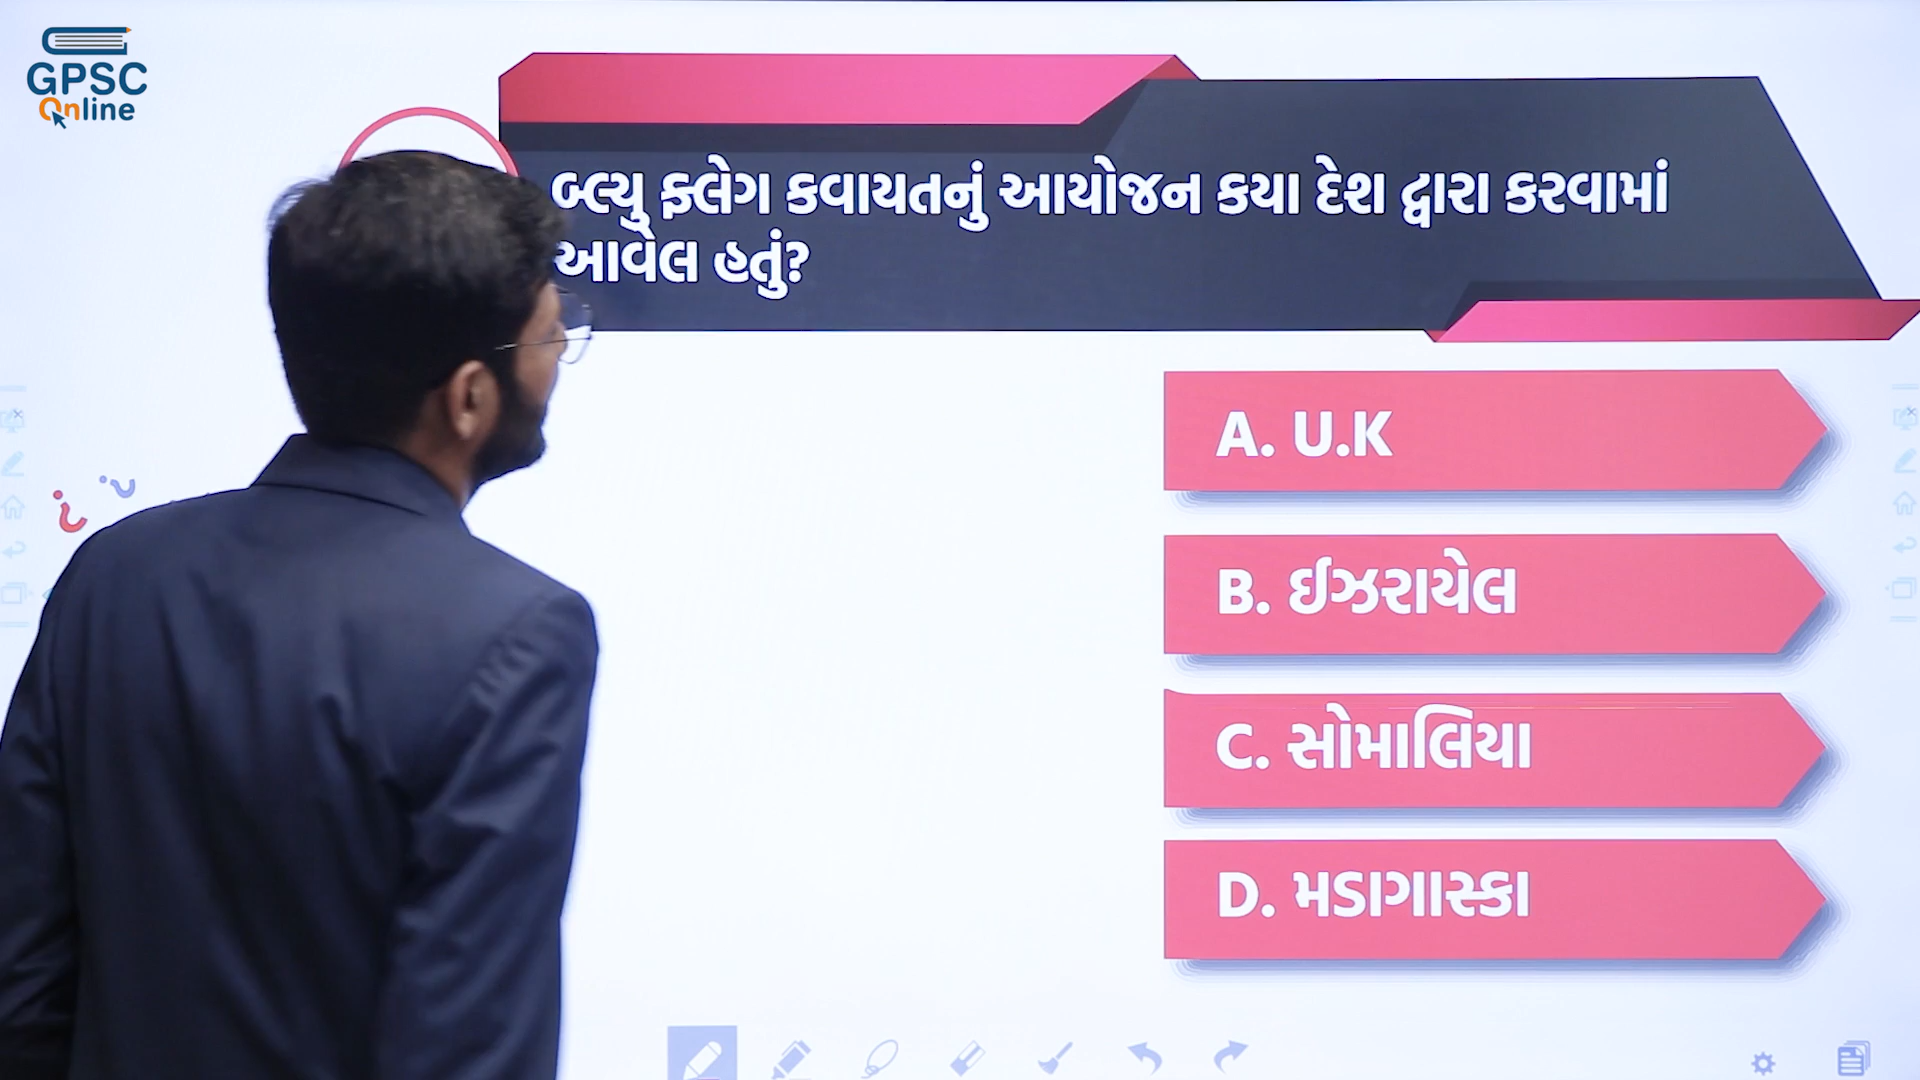 GPSC
Online
બ્લ્યુ ફ્લેગ કવાયતનું આયોજન કયા દેશ દ્વારા કરવામાં
આવેલ હતું?
A. U.K
B. ઈઝરાયેલ
C. સોમાલિયા
D. મડાગાસ્કા